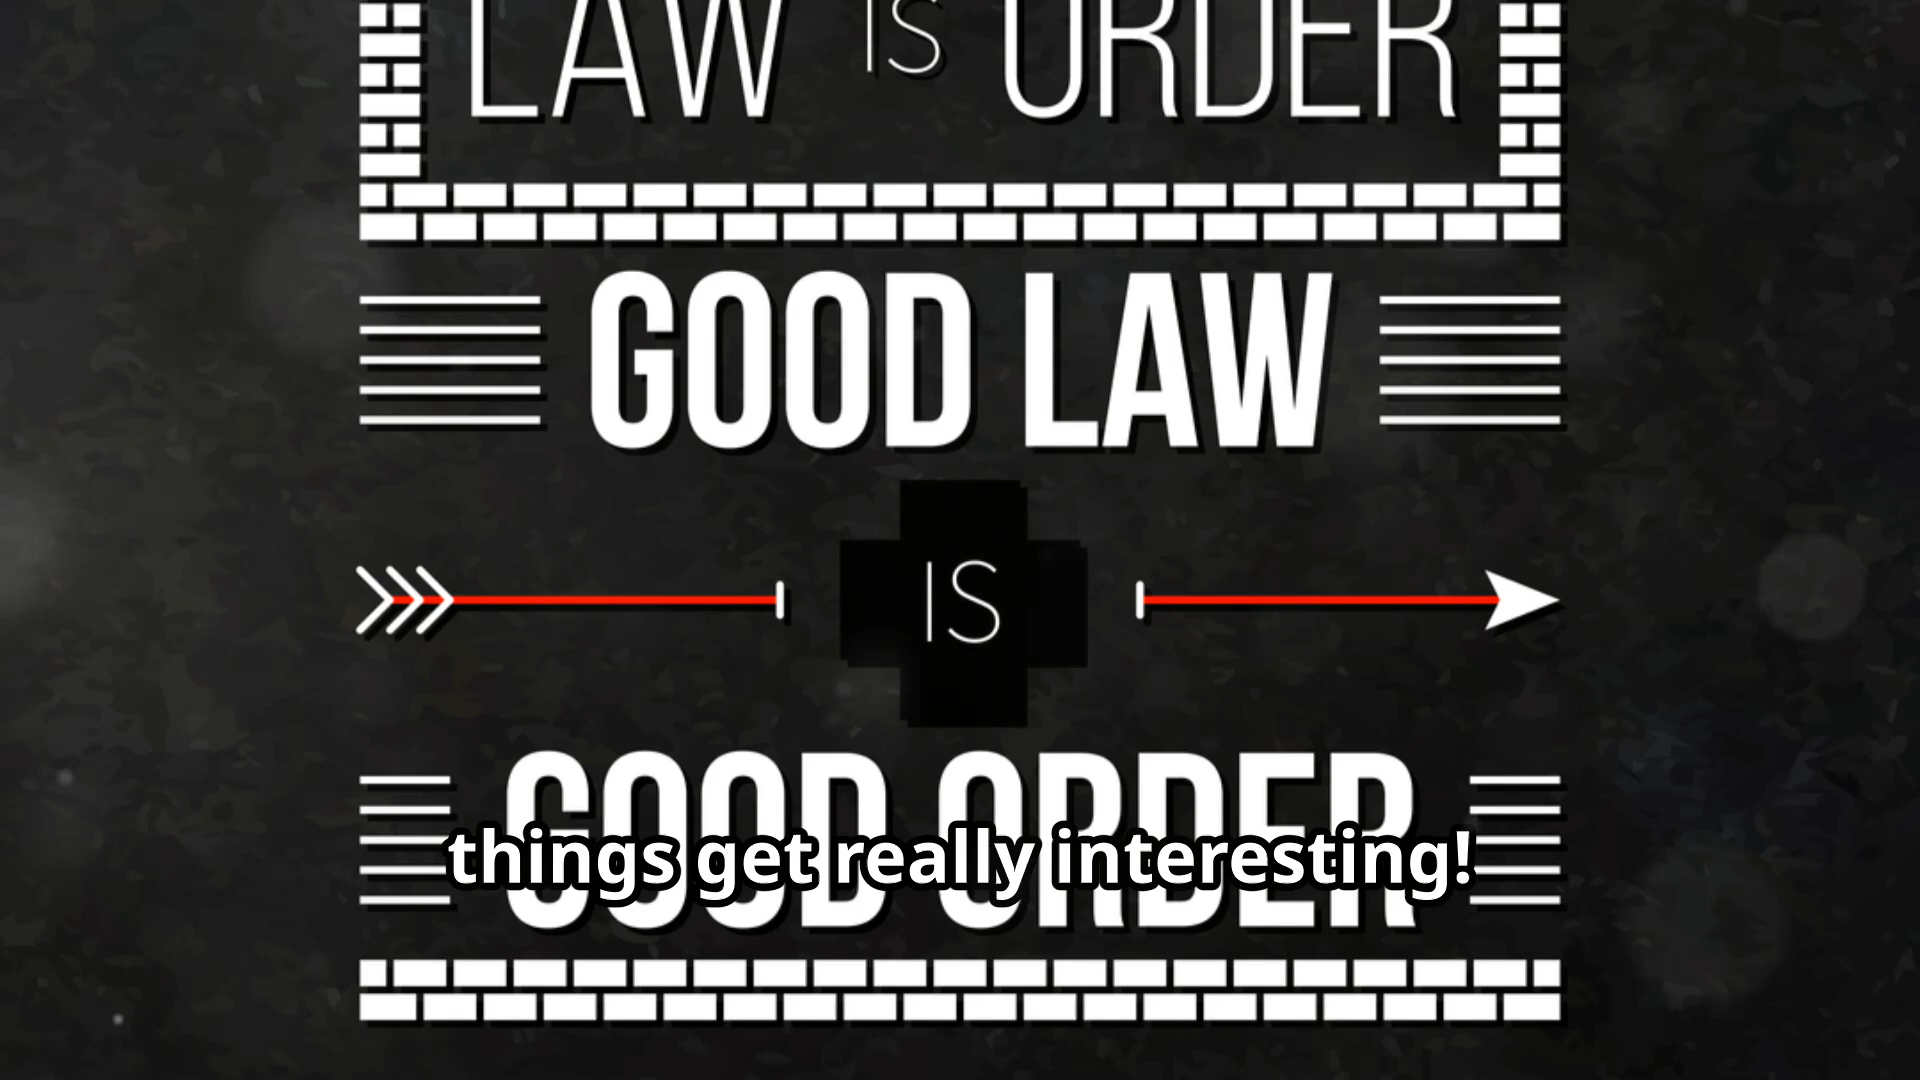 LAW IS ORDER
GOOD LAW
IS
GOOD ORDER
things get really interesting!